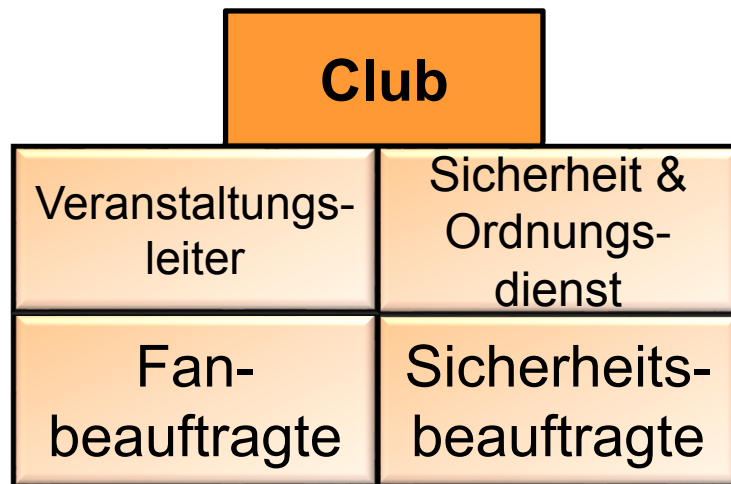 Club
Veranstaltungs-
leiter
Sicherheit &
Ordnungs-
dienst
Fan-
beauftragte
Sicherheits-
beauftragte